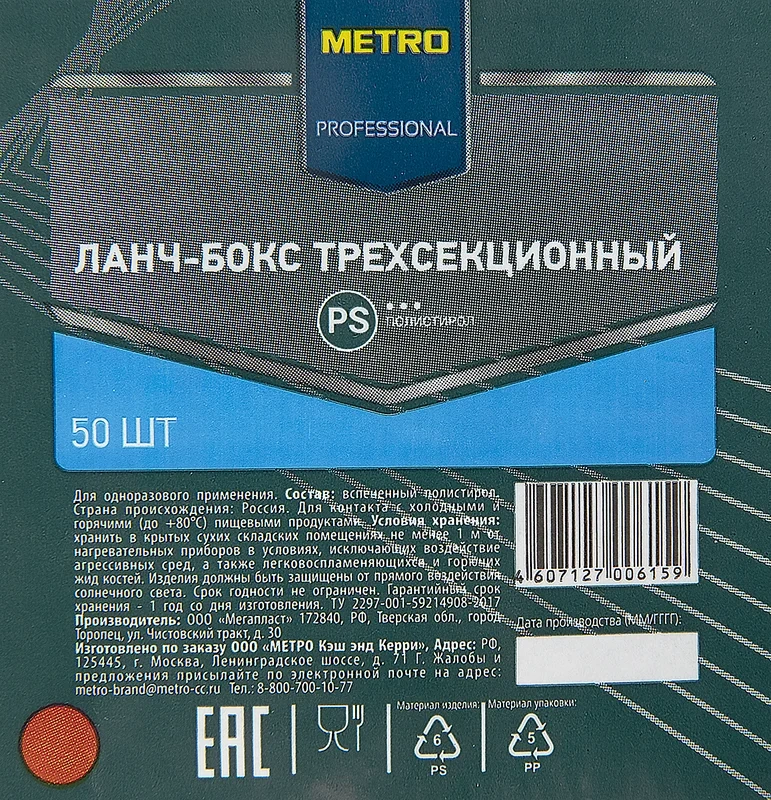 METRO
PROFESSIONAL
ЛАНЧ-БОКС ТРЕХСЕКЦИОННЫЙ
PS
ПОЛИСТИРОЛ
50 ШТ
Для одноразового применения. Состав: вспененный полистирол.
Страна происхождения: Россия. Для контакта с холодными и
горячими (до +80°С) пищевыми продуктами. Условия хранения:
хранить в крытых сухих складских помещениях не менее 1 м от
нагревательных приборов в условиях, исключающих воздействие
агрессивных сред, а также легковоспламеняющихся и горючих
жид костей. Изделия должны быть защищены от прямого воздействия
солнечного света. Срок годности не ограничен. Гарантийный срок
хранения - 1 год со дня изготовления. ТУ 2297-001-59214908-2017
Производитель: ООО «Мегапласт» 172840, РФ, Тверская обл., город
Торопец, ул. Чистовский тракт, д. 30
Изготовлено по заказу ООО «МЕТРО Кэш энд Керри», Адрес: РФ,
125445, г. Москва, Ленинградское шоссе, д. 71 Г. Жалобы и
предложения присылайте по электронной почте на адрес:
metro-brand@metro-cc.ru Тел.: 8-800-700-10-77
4 607127 006159
Дата производства (ММ/ГГГГ):
EAC
Материал изделия:
6
PS
Материал упаковки:
5
PP